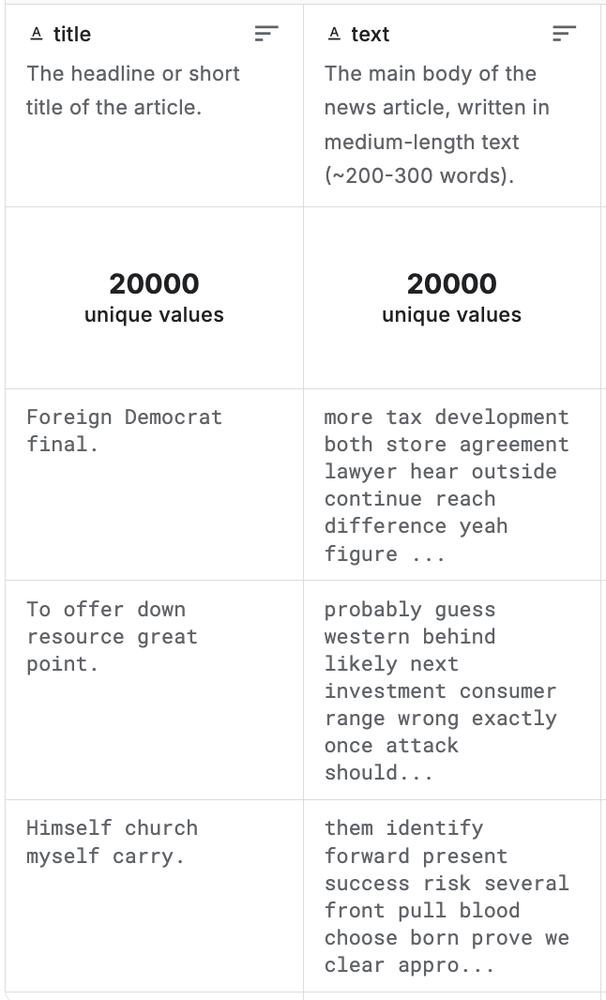 title
The headline or short
title of the article.
text
The main body of the
news article, written in
medium-length text
(~200-300 words).
20000
unique values
20000
unique values
Foreign Democrat
final.
more tax development
both store agreement
lawyer hear outside
continue reach
difference yeah
figure ...
To offer down
resource great
point.
probably guess
western behind
likely next
investment consumer
range wrong exactly
once attack
should...
Himself church
myself carry.
them identify
forward present
success risk several
front pull blood
choose born prove we
clear appro...